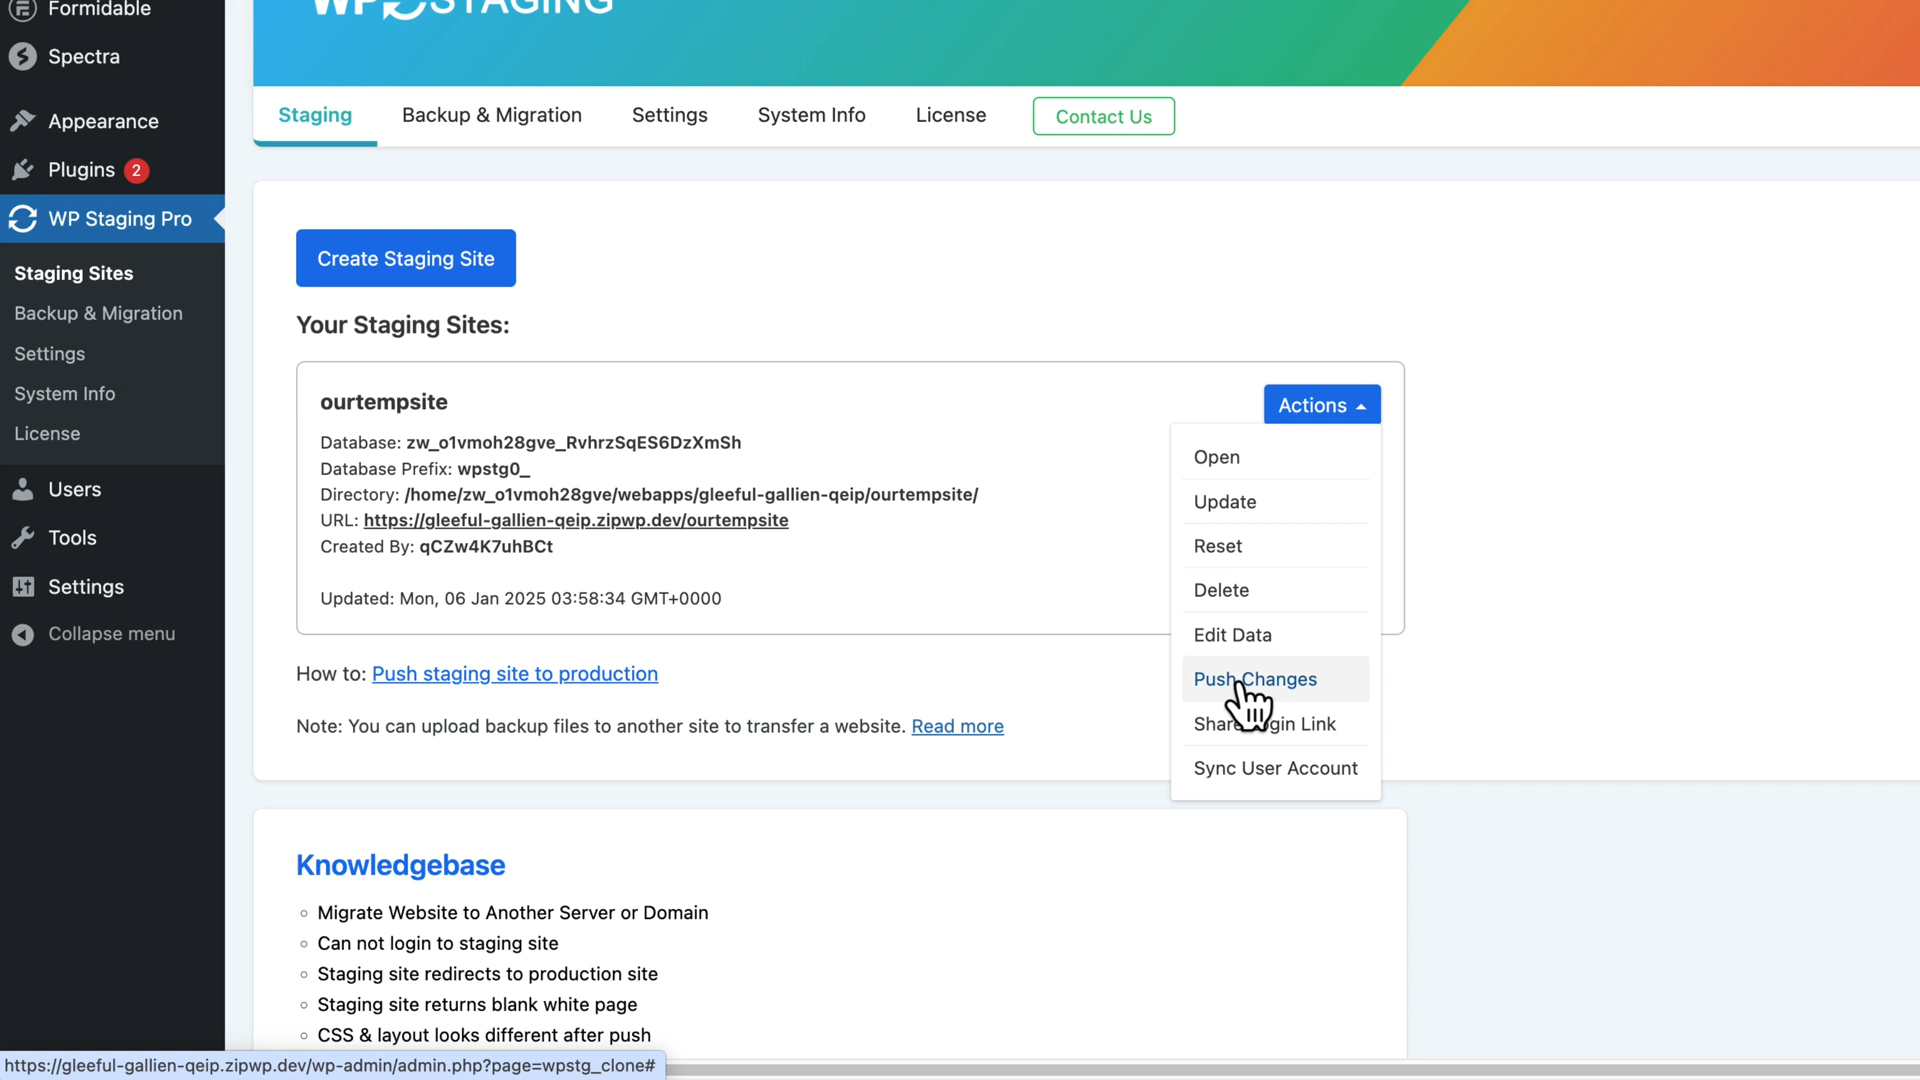 Formidable
Spectra
Appearance
Plugins 2
WP Staging Pro
Staging Sites
Backup & Migration
Settings
System Info
License
Users
Tools
Settings
Collapse menu
WP STAGING
Staging Backup & Migration Settings System Info License Contact Us
Create Staging Site
Your Staging Sites:
ourtempsite
Database: zw_o1vmoh28gve_RvhrzSqES6DzXmSh
Database Prefix: wpstg0_
Directory: /home/zw_o1vmoh28gve/webapps/gleeful-gallien-qeip/ourtempsite/
URL: https://gleeful-gallien-qeip.zipwp.dev/ourtempsite
Created By: qCZw4K7uhBCt
Updated: Mon, 06 Jan 2025 03:58:34 GMT+0000
Actions
Open
Update
Reset
Delete
Edit Data
Push Changes
Share Login Link
Sync User Account
How to: Push staging site to production
Note: You can upload backup files to another site to transfer a website. Read more
Knowledgebase
Migrate Website to Another Server or Domain
Can not login to staging site
Staging site redirects to production site
Staging site returns blank white page
CSS & layout looks different after push
https://gleeful-gallien-qeip.zipwp.dev/wp-admin/admin.php?page=wpstg_clone#